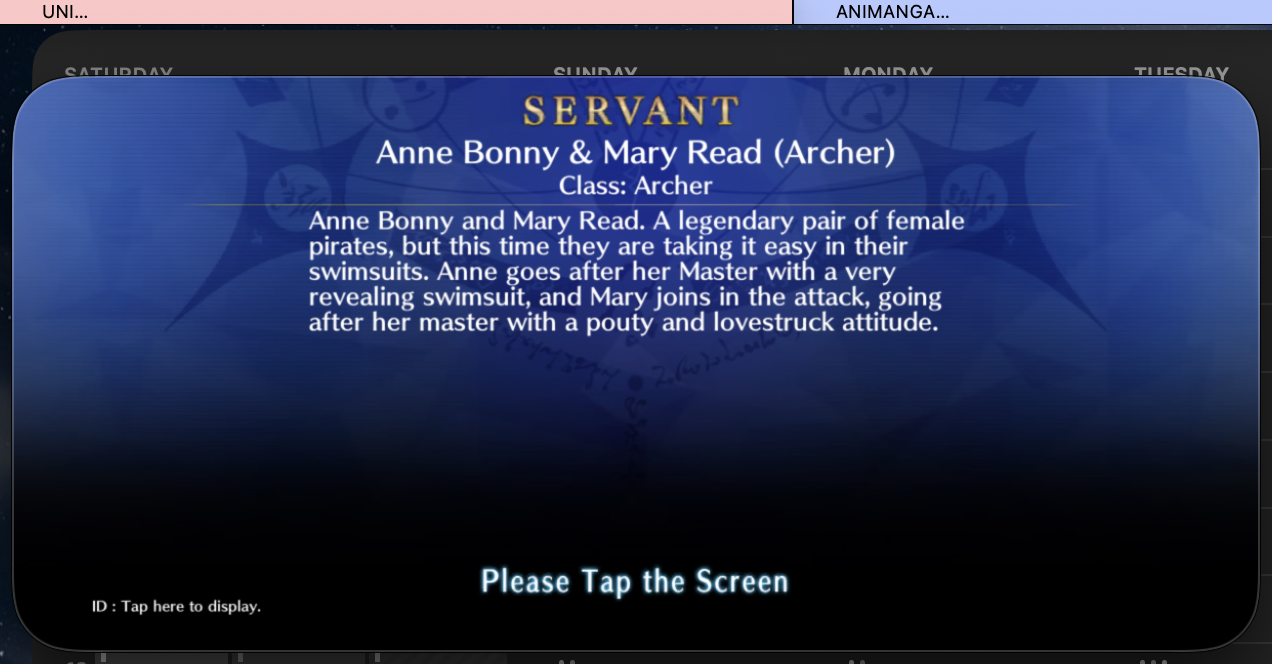 UNI...
ANIMANGA...
SATURDAY
SUNDAY
MONDAY
TUESDAY
SERVANT
Anne Bonny & Mary Read (Archer)
Class: Archer
Anne Bonny and Mary Read. A legendary pair of female
pirates, but this time they are taking it easy in their
swimsuits. Anne goes after her Master with a very
revealing swimsuit, and Mary joins in the attack, going
after her master with a pouty and lovestruck attitude.
Please Tap the Screen
ID : Tap here to display.